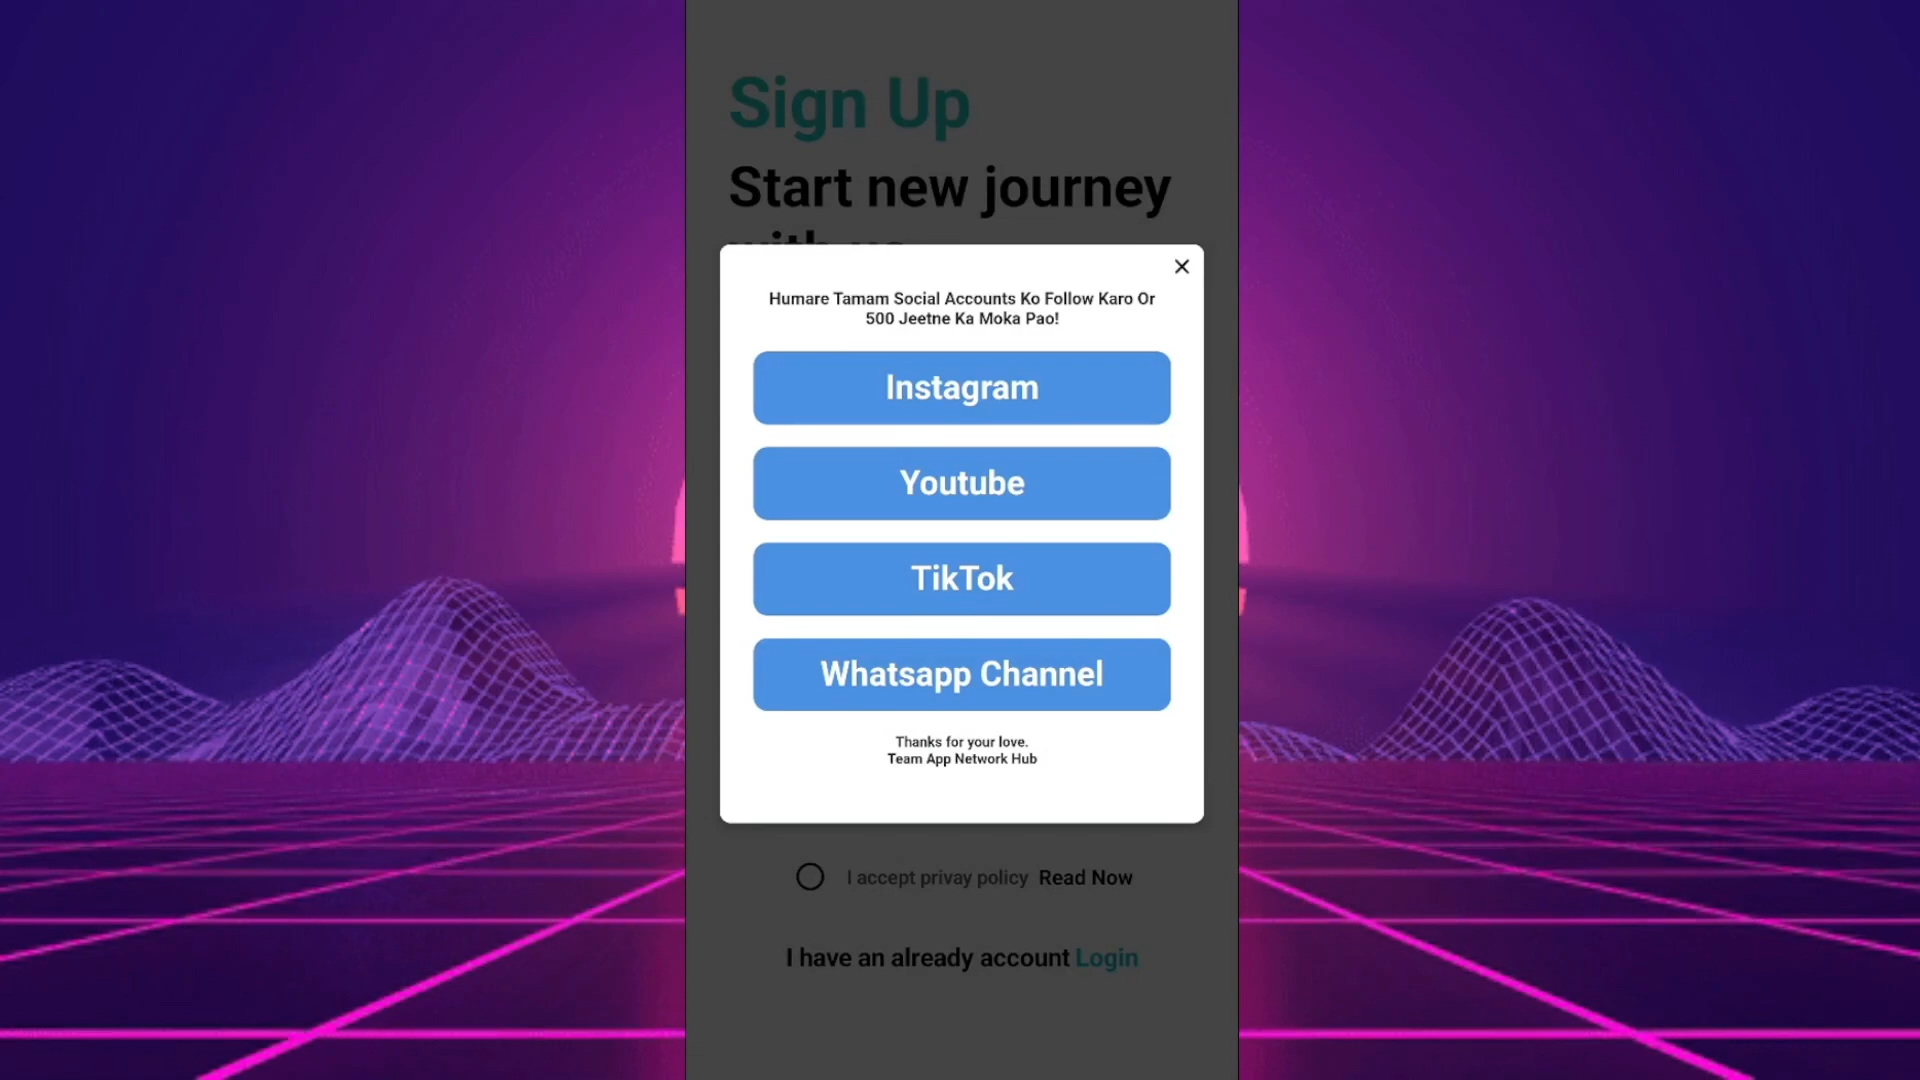 Sign Up
Start new journey
with us
Humare Tamam Social Accounts Ko Follow Karo Or
500 Jeetne Ka Moka Pao!
Instagram
Youtube
TikTok
Whatsapp Channel
Thanks for your love.
Team App Network Hub
I accept privay policy Read Now
I have an already account Login